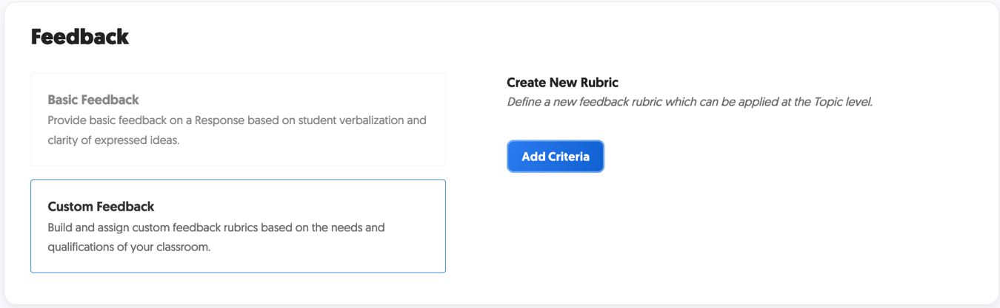 Feedback
Basic Feedback
Provide basic feedback on a Response based on student verbalization and
clarity of expressed ideas.
Custom Feedback
Build and assign custom feedback rubrics based on the needs and
qualifications of your classroom.
Create New Rubric
Define a new feedback rubric which can be applied at the Topic level.
Add Criteria